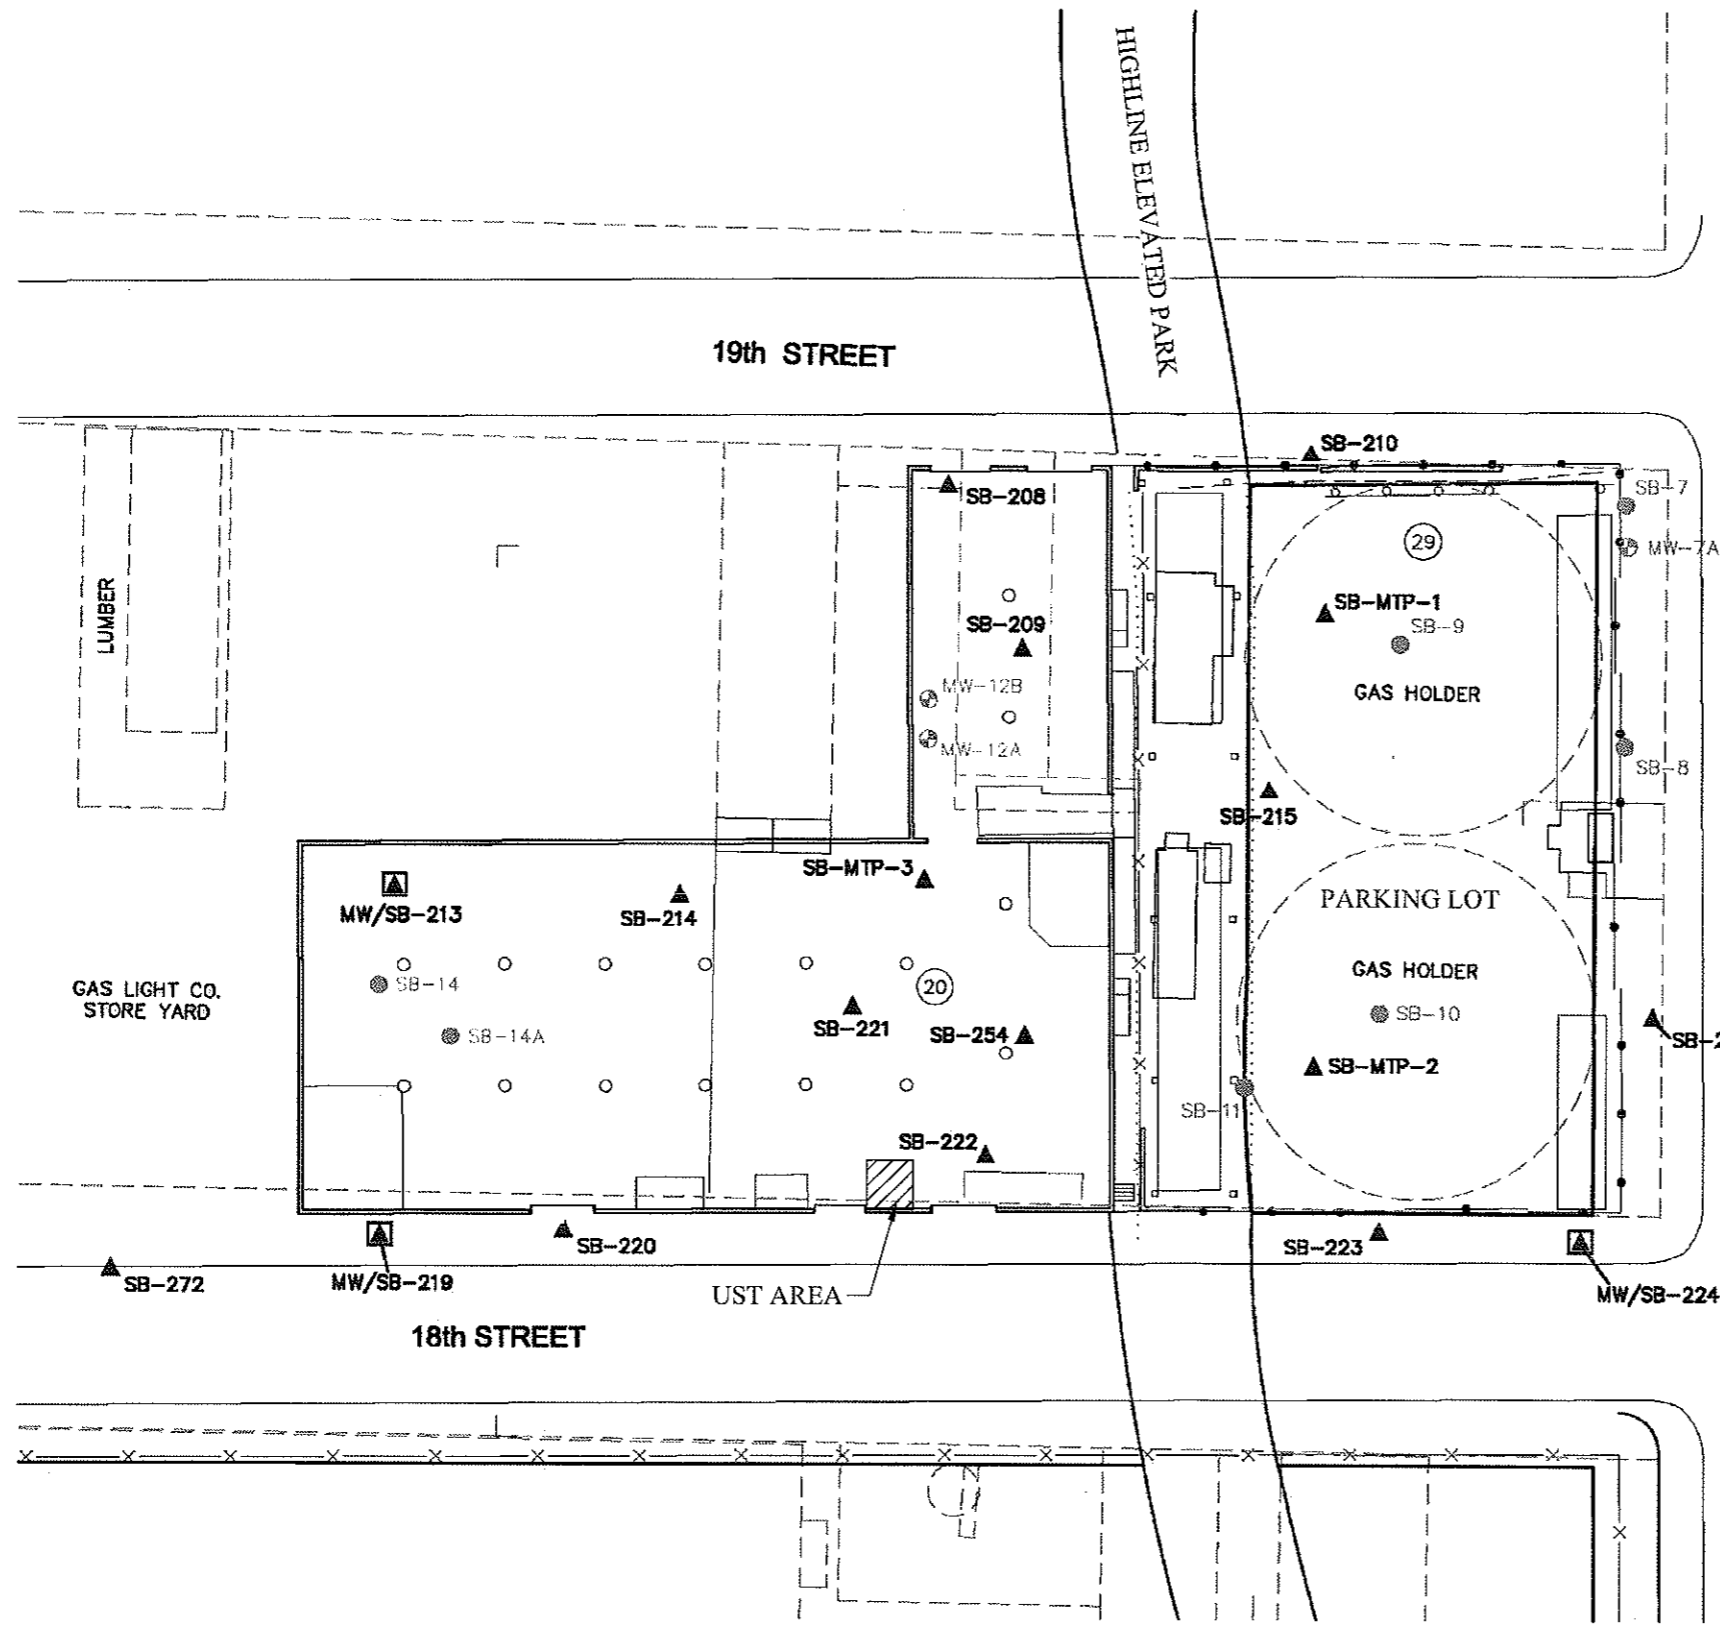 HIGHLINE ELEVATED PARK
19th STREET
SB-210
SB-208
SB-7
29
MW-7A
LUMBER
SB-MTP-1
SB-209
SB-9
MW-12B
GAS HOLDER
MW-12A
SB-8
SB-215
SB-MTP-3
PARKING LOT
MW/SB-213
SB-214
GAS HOLDER
SB-14
20
GAS LIGHT CO.
STORE YARD
SB-221
SB-254
SB-10
SB-14A
SB-2
SB-MTP-2
SB-11
SB-222
SB-220
SB-223
SB-272
MW/SB-219
UST AREA
MW/SB-224
18th STREET